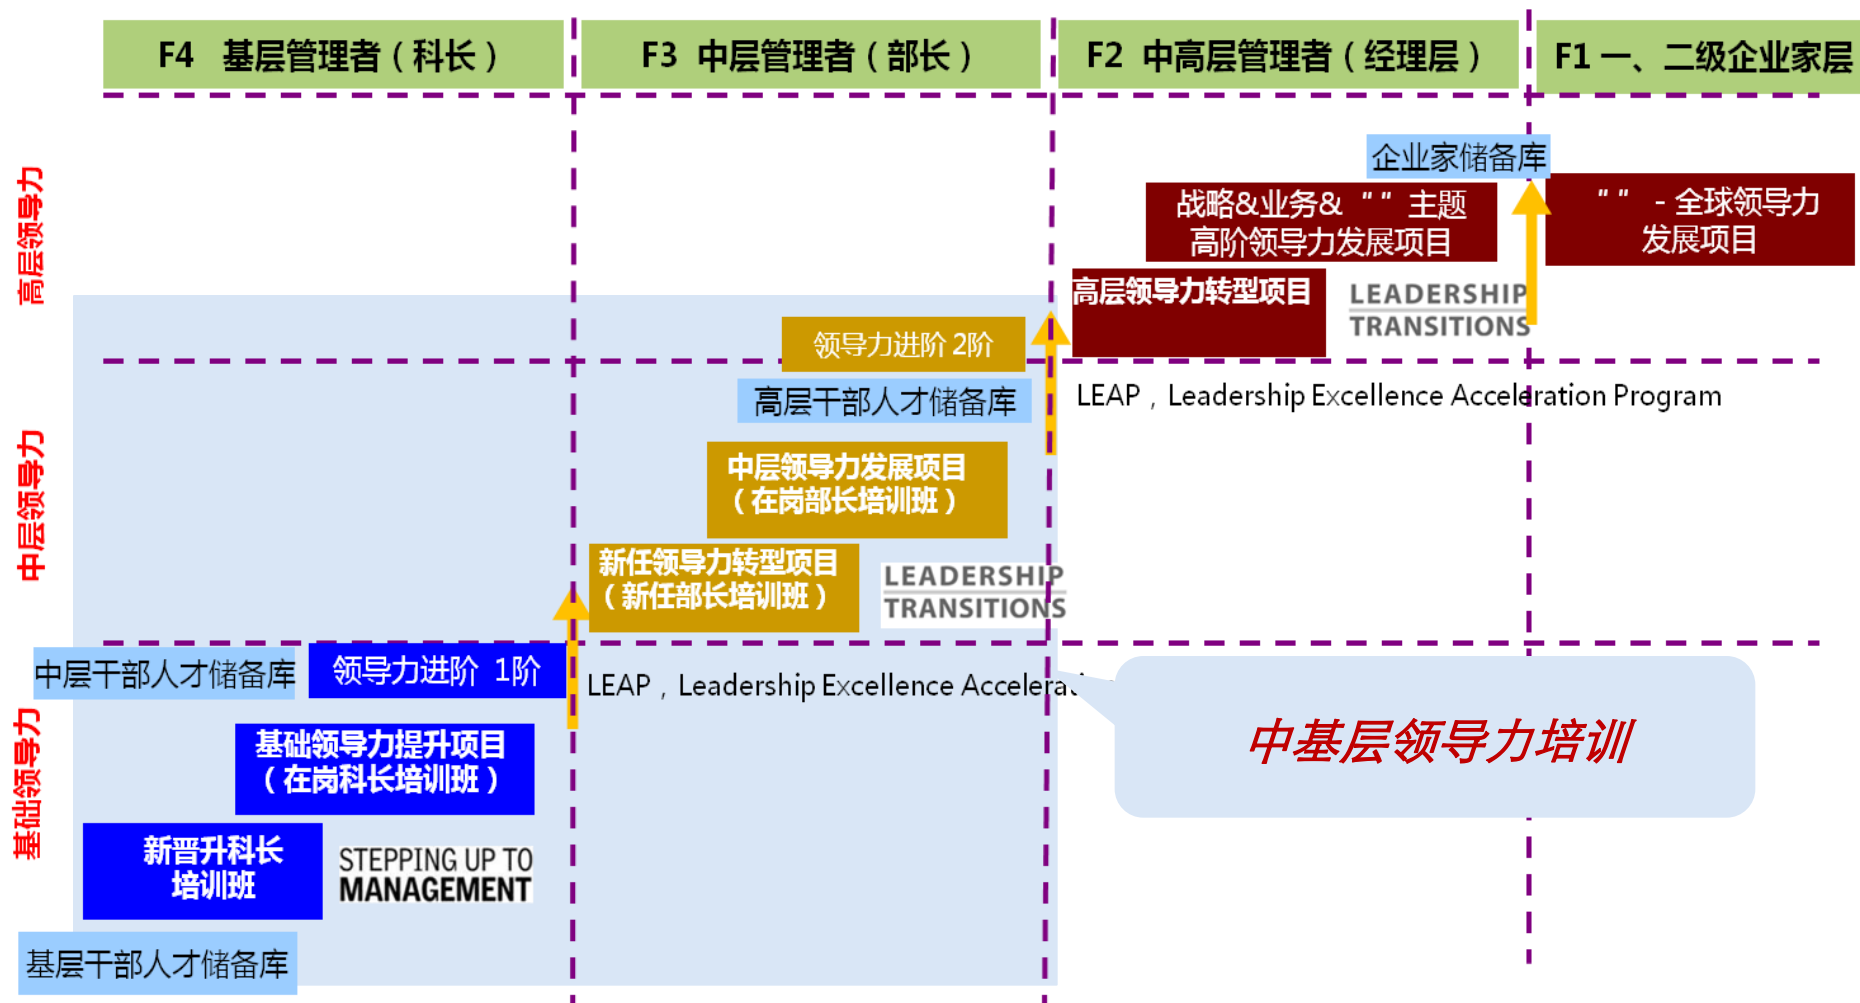 F4 基层管理者（科长）
F3 中层管理者（部长）
F2 中高层管理者（经理层）
F1 一、二级企业家层
高层领导力
企业家储备库
战略&业务&“ ”主题
高阶领导力发展项目
“ ” - 全球领导力
发展项目
高层领导力转型项目
LEADERSHIP
TRANSITIONS
领导力进阶 2阶
高层干部人才储备库
LEAP，Leadership Excellence Acceleration Program
中层领导力
中层领导力发展项目
（在岗部长培训班）
新任领导力转型项目
（新任部长培训班）
LEADERSHIP
TRANSITIONS
中层干部人才储备库
领导力进阶 1阶
LEAP，Leadership Excellence Accelerati
中基层领导力培训
基础领导力
基础领导力提升项目
（在岗科长培训班）
新晋升科长
培训班
STEPPING UP TO
MANAGEMENT
基层干部人才储备库